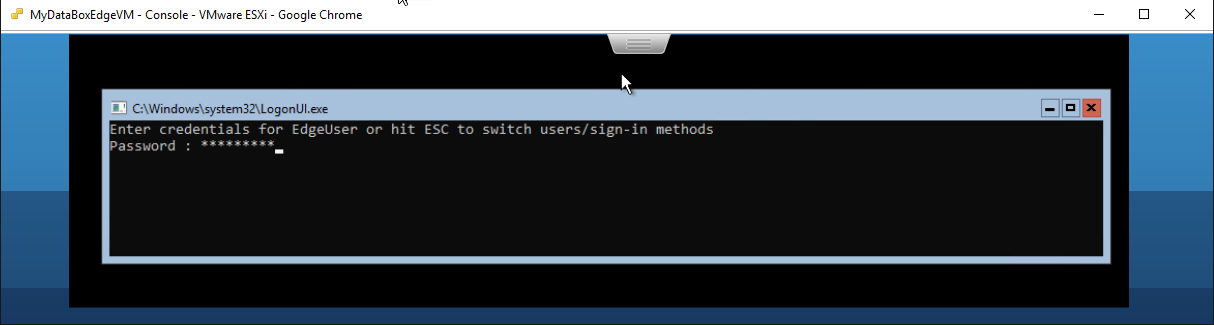 MyDataBoxEdgeVM - Console - VMware ESXi - Google Chrome
C:\Windows\system32\LogonUI.exe
Enter credentials for EdgeUser or hit ESC to switch users/sign-in methods
Password : *********